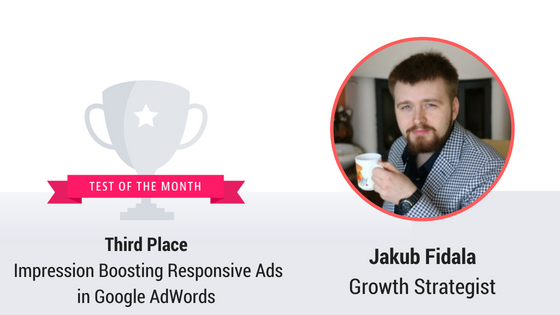 TEST OF THE MONTH
Third Place
Impression Boosting Responsive Ads
in Google AdWords
Jakub Fidala
Growth Strategist